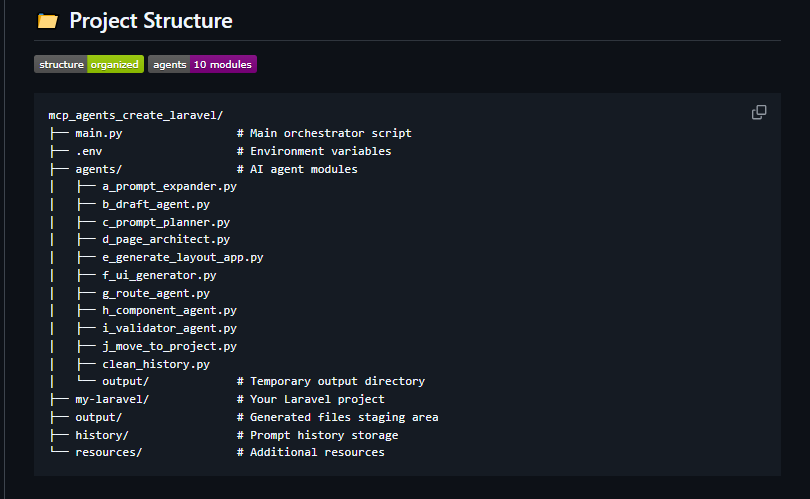 📁 Project Structure
structure organized agents 10 modules
mcp_agents_create_laravel/
├── main.py                 # Main orchestrator script
├── .env                    # Environment variables
├── agents/                 # AI agent modules
│   ├── a_prompt_expander.py
│   ├── b_draft_agent.py
│   ├── c_prompt_planner.py
│   ├── d_page_architect.py
│   ├── e_generate_layout_app.py
│   ├── f_ui_generator.py
│   ├── g_route_agent.py
│   ├── h_component_agent.py
│   ├── i_validator_agent.py
│   ├── j_move_to_project.py
│   ├── clean_history.py
│   └── output/             # Temporary output directory
├── my-laravel/             # Your Laravel project
├── output/                 # Generated files staging area
├── history/                # Prompt history storage
└── resources/              # Additional resources